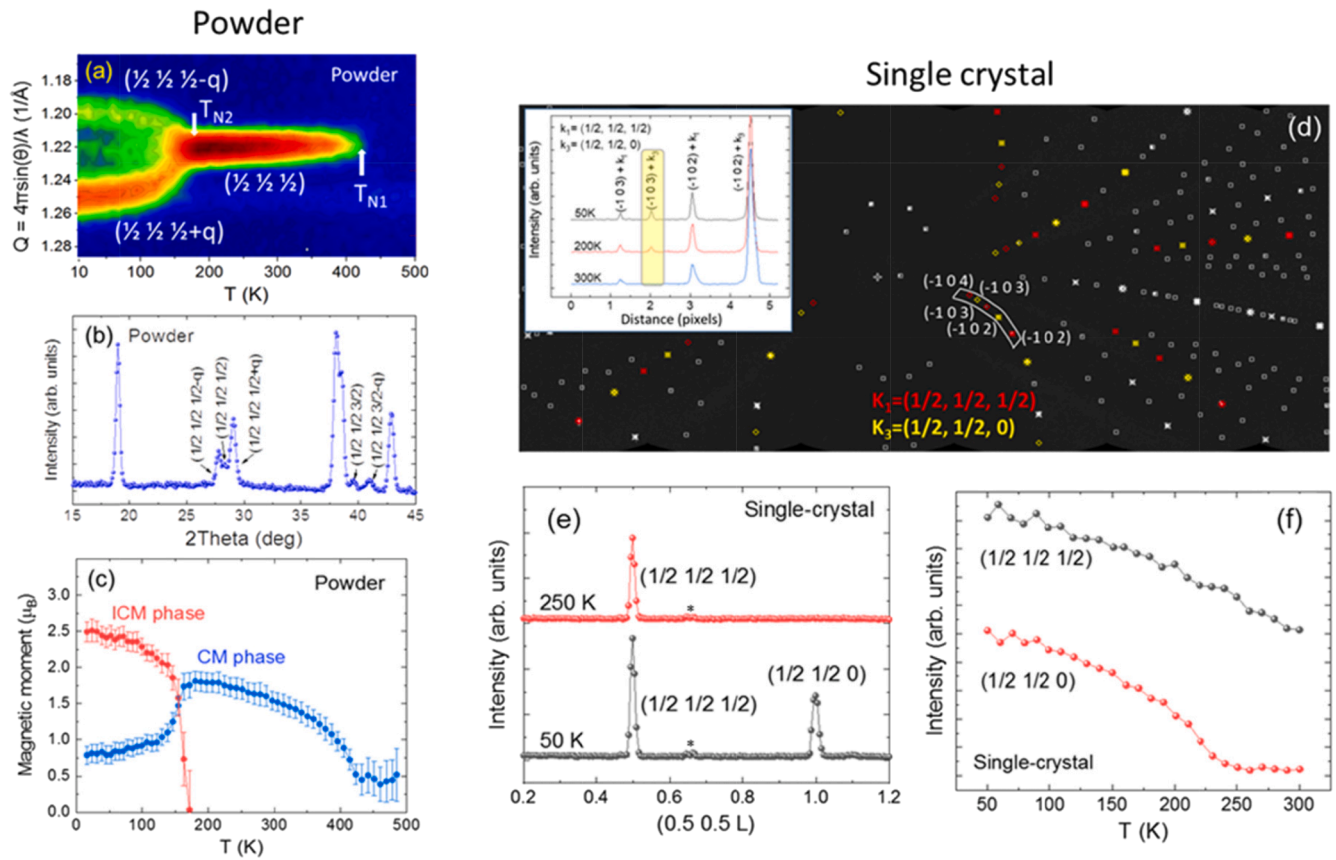 Powder
(a)
Powder
(½ ½ ½-q)
T_N2
(½ ½ ½)
T_N1
(½ ½ ½+q)
Q = 4πsin(θ)/λ (1/Å)
1.18
1.20
1.22
1.24
1.26
1.28
10 100 200 300 400 500
T (K)
(b)
Powder
(1/2 1/2 1/2-q)
(1/2 1/2 1/2)
(1/2 1/2 1/2+q)
(1/2 1/2 3/2)
(1/2 1/2 3/2-q)
Intensity (arb. units)
15 20 25 30 35 40 45
2Theta (deg)
(c)
Powder
ICM phase
CM phase
Magnetic moment (μB)
3.0
2.5
2.0
1.5
1.0
0.5
0.0
0 100 200 300 400 500
T (K)
Single crystal
(d)
k₁= (1/2, 1/2, 1/2)
k₃= (1/2, 1/2, 0)
(-1 0 3) + k₁
(-1 0 3) + k₃
(-1 0 2) + k₁
(-1 0 2) + k₃
50K
200K
300K
Intensity (arb. units)
0 1 2 3 4 5
Distance (pixels)
(-1 0 4)
(-1 0 3)
(-1 0 3)
(-1 0 2)
(-1 0 2)
K₁=(1/2, 1/2, 1/2)
K₃=(1/2, 1/2, 0)
(e)
Single-crystal
250 K
(1/2 1/2 1/2)
*
50 K
(1/2 1/2 1/2)
*
(1/2 1/2 0)
Intensity (arb. units)
0.2 0.4 0.6 0.8 1.0 1.2
(0.5 0.5 L)
(f)
(1/2 1/2 1/2)
(1/2 1/2 0)
Single-crystal
Intensity (arb. units)
50 100 150 200 250 300
T (K)